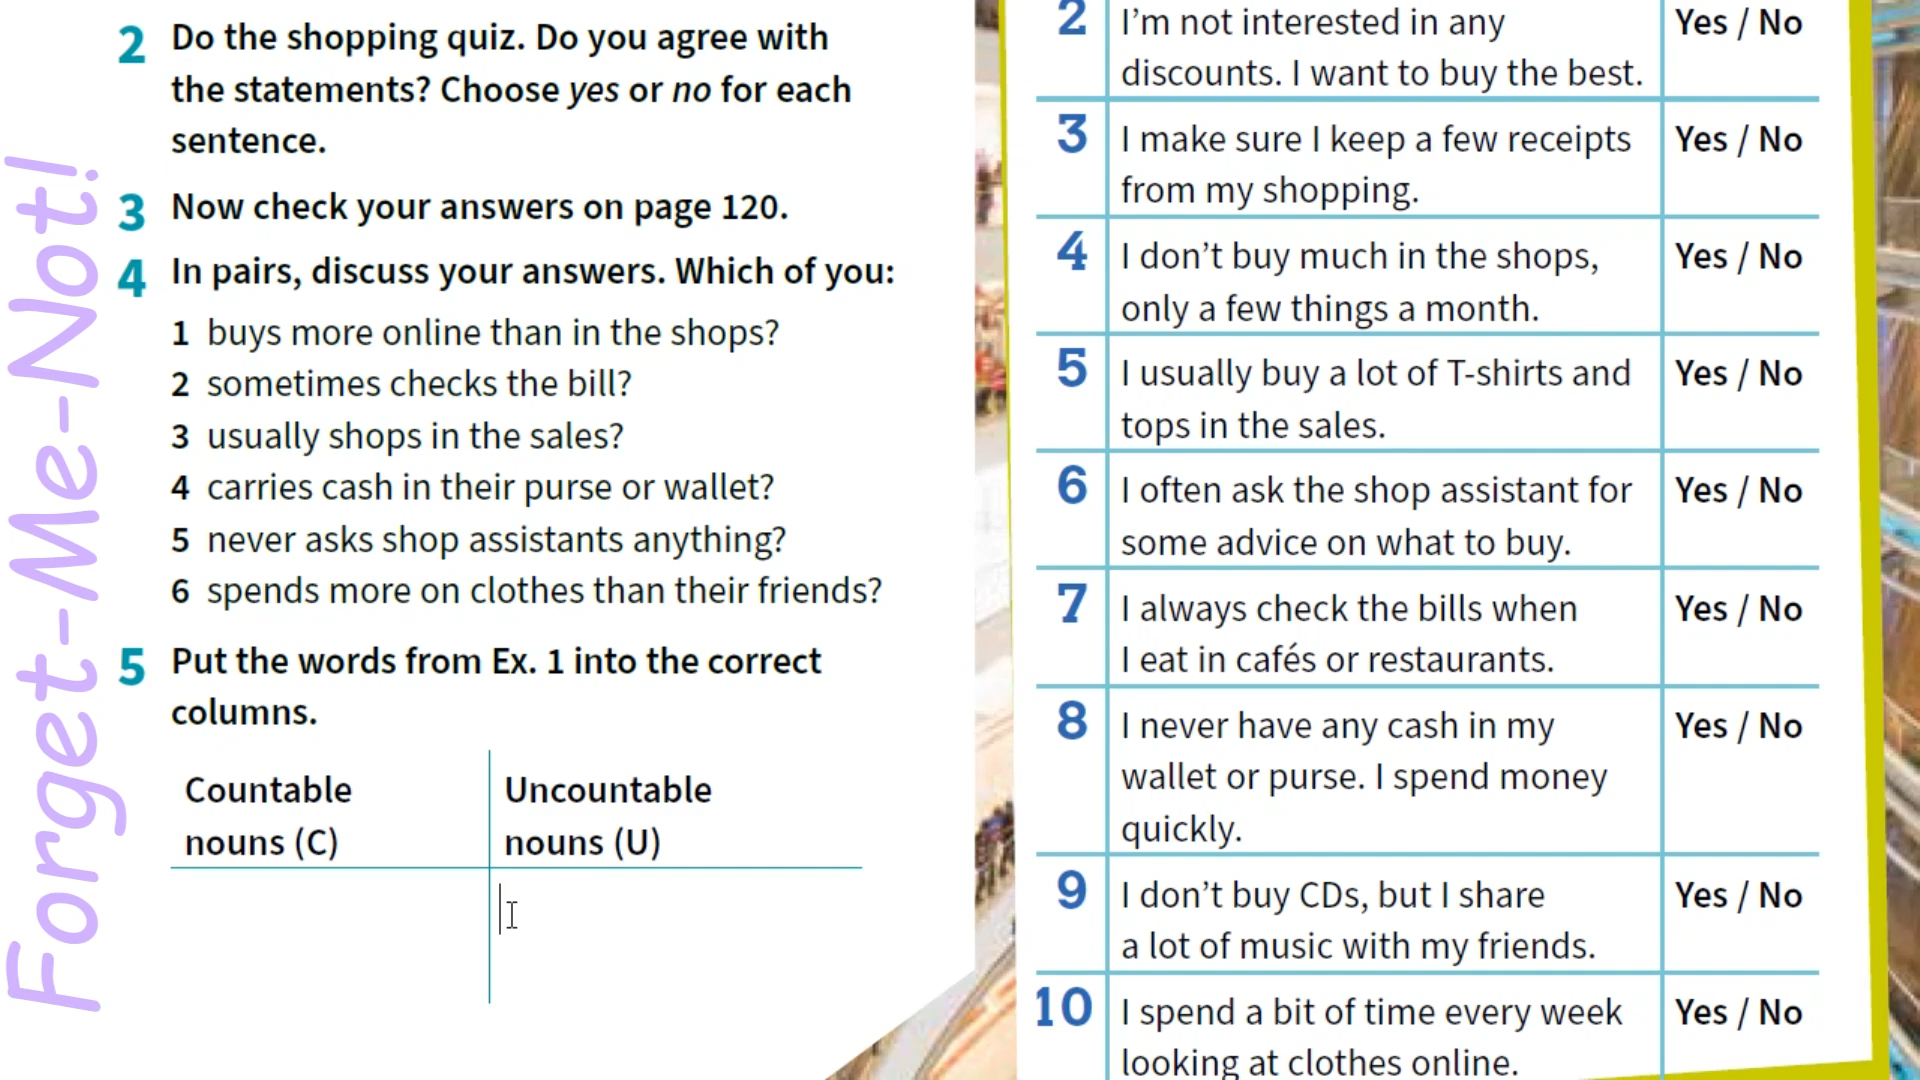 Forget-Me-Not!
2 Do the shopping quiz. Do you agree with
the statements? Choose yes or no for each
sentence.
3 Now check your answers on page 120.
4 In pairs, discuss your answers. Which of you:
1 buys more online than in the shops?
2 sometimes checks the bill?
3 usually shops in the sales?
4 carries cash in their purse or wallet?
5 never asks shop assistants anything?
6 spends more on clothes than their friends?
5 Put the words from Ex. 1 into the correct
columns.
Countable
nouns (C)
Uncountable
nouns (U)
2 I'm not interested in any Yes / No
discounts. I want to buy the best.
3 I make sure I keep a few receipts Yes / No
from my shopping.
4 I don't buy much in the shops, Yes / No
only a few things a month.
5 I usually buy a lot of T-shirts and Yes / No
tops in the sales.
6 I often ask the shop assistant for Yes / No
some advice on what to buy.
7 I always check the bills when Yes / No
I eat in cafés or restaurants.
8 I never have any cash in my Yes / No
wallet or purse. I spend money
quickly.
9 I don't buy CDs, but I share Yes / No
a lot of music with my friends.
10 I spend a bit of time every week Yes / No
looking at clothes online.